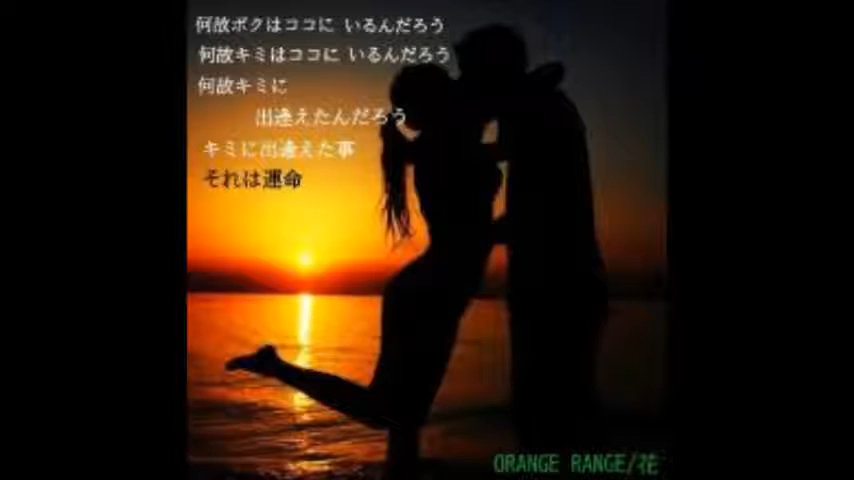 何故ボクはココに いるんだろう
何故キミはココに いるんだろう
何故キミに
出逢えたんだろう
キミに出逢えた事
それは運命
ORANGE RANGE/花